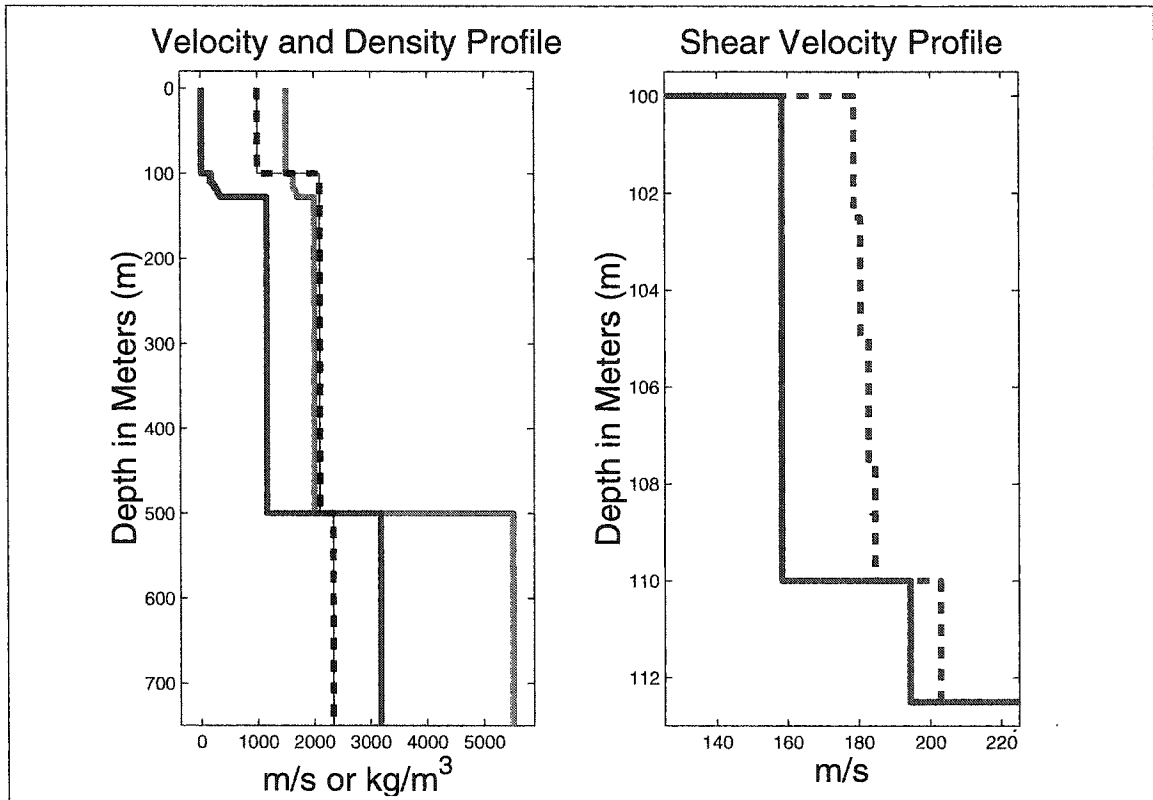 Velocity and Density Profile
0
100
200
300
400
500
600
700
Depth in Meters (m)
0 1000 2000 3000 4000 5000
m/s or kg/m³
Shear Velocity Profile
100
102
104
106
108
110
112
Depth in Meters (m)
140 160 180 200 220
m/s